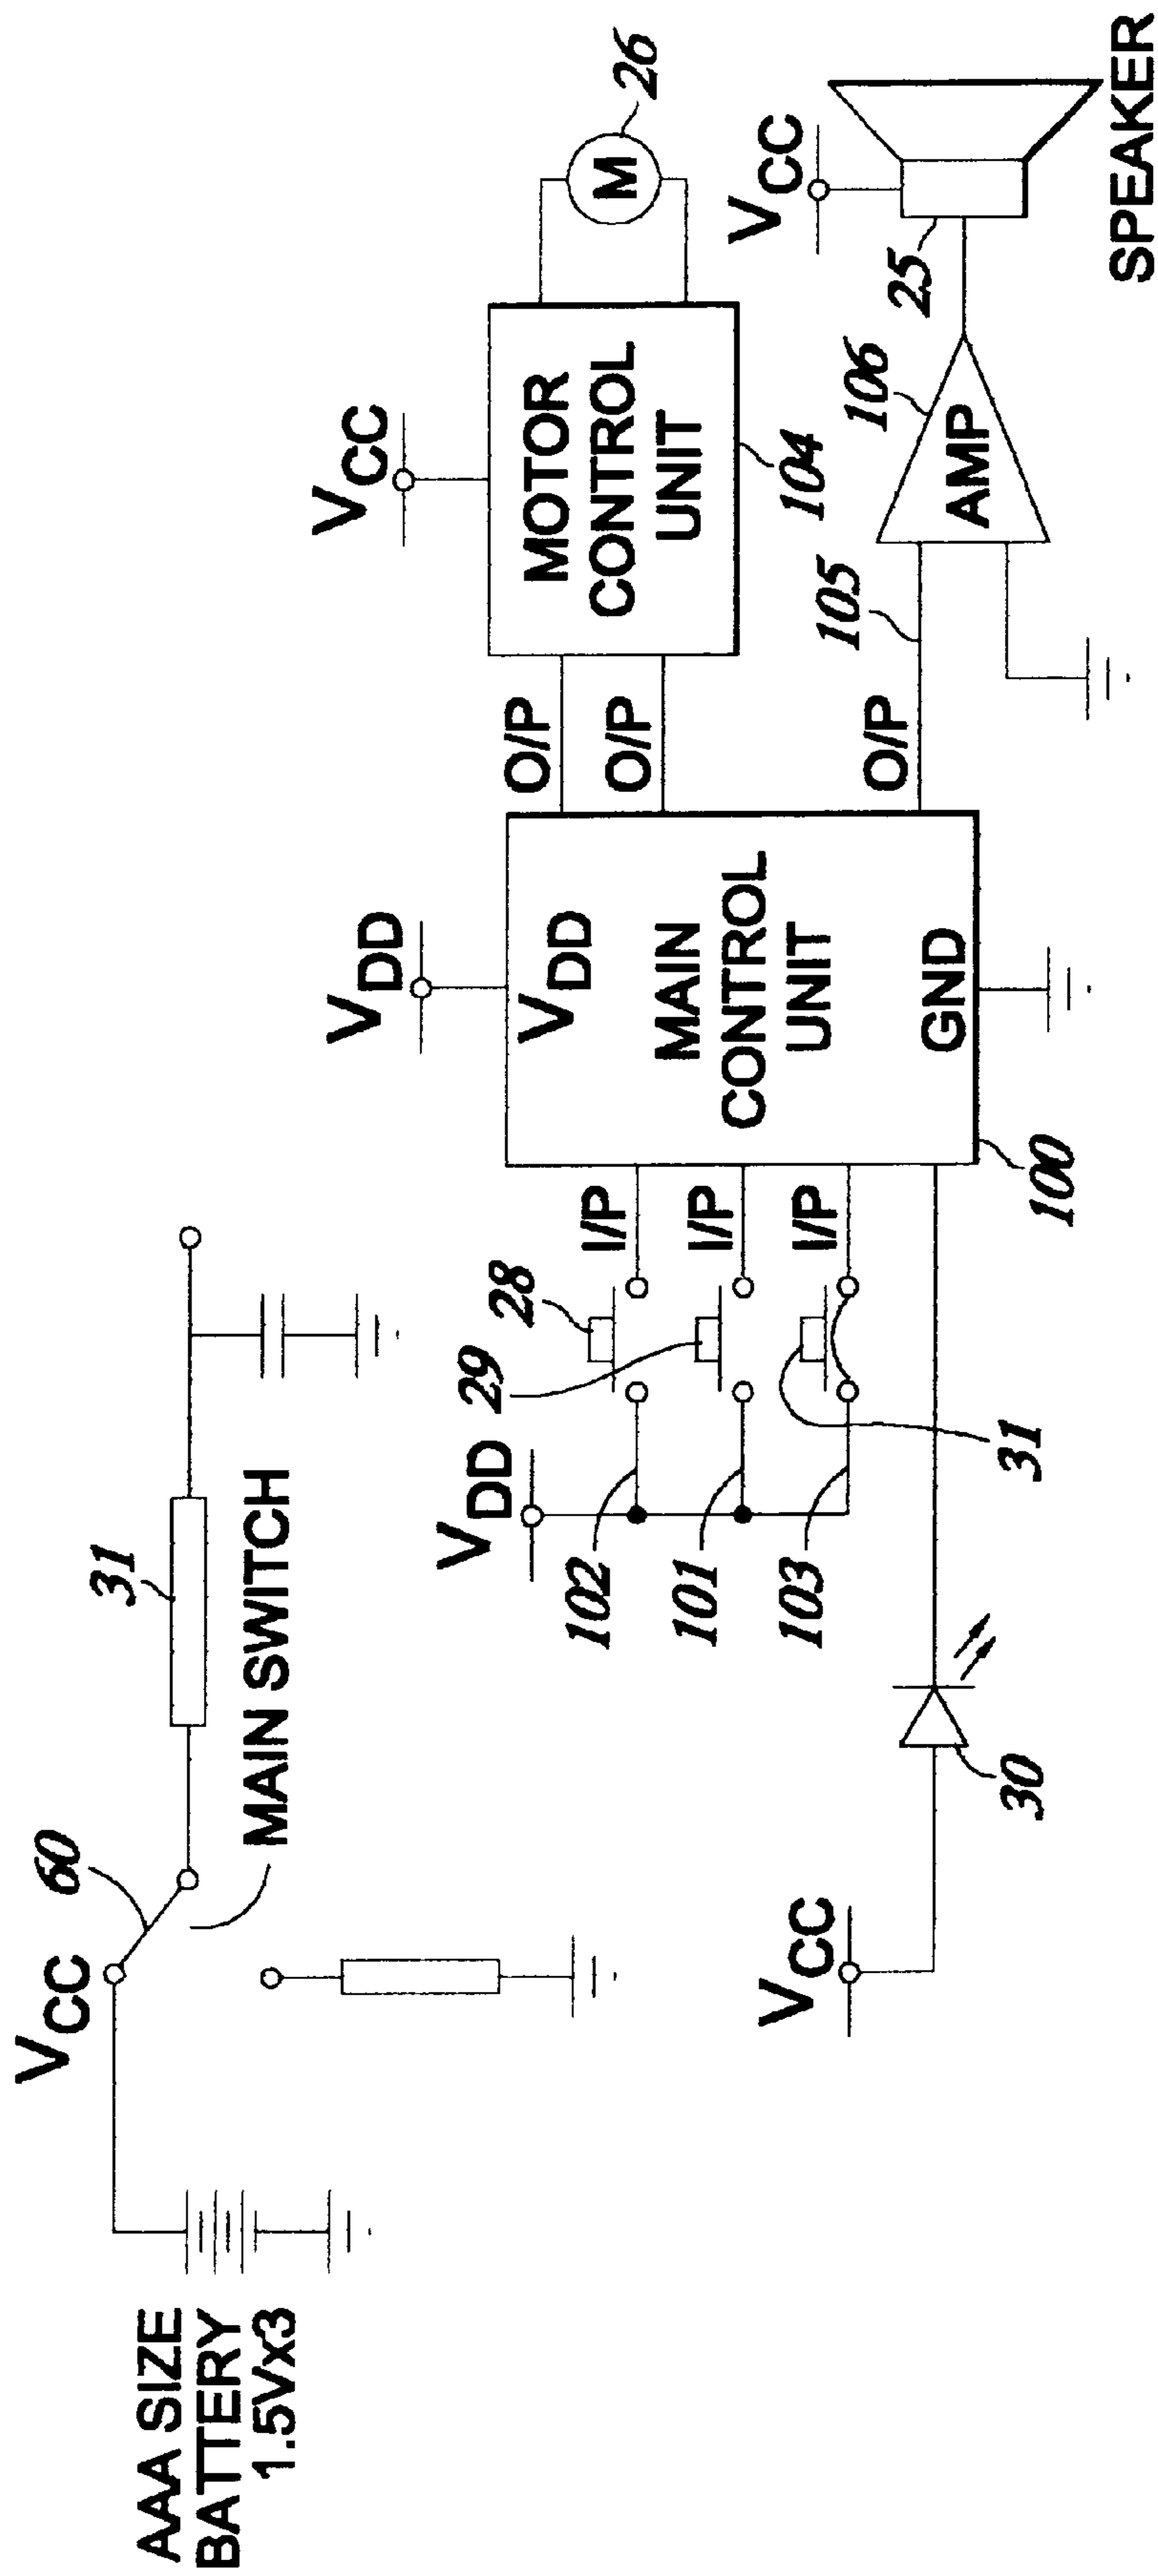 AAA SIZE
BATTERY
1.5Vx3
VCC
60
MAIN SWITCH
31
VCC
30
VDD
102
101
103
28
29
31
I/P
I/P
I/P
VDD
VDD
MAIN
CONTROL
UNIT
GND
100
O/P
O/P
O/P
VCC
MOTOR
CONTROL
UNIT
104
M
26
105
AMP
106
25
VCC
SPEAKER